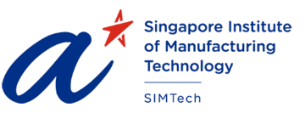 a
Singapore Institute
of Manufacturing
Technology
SIMTech